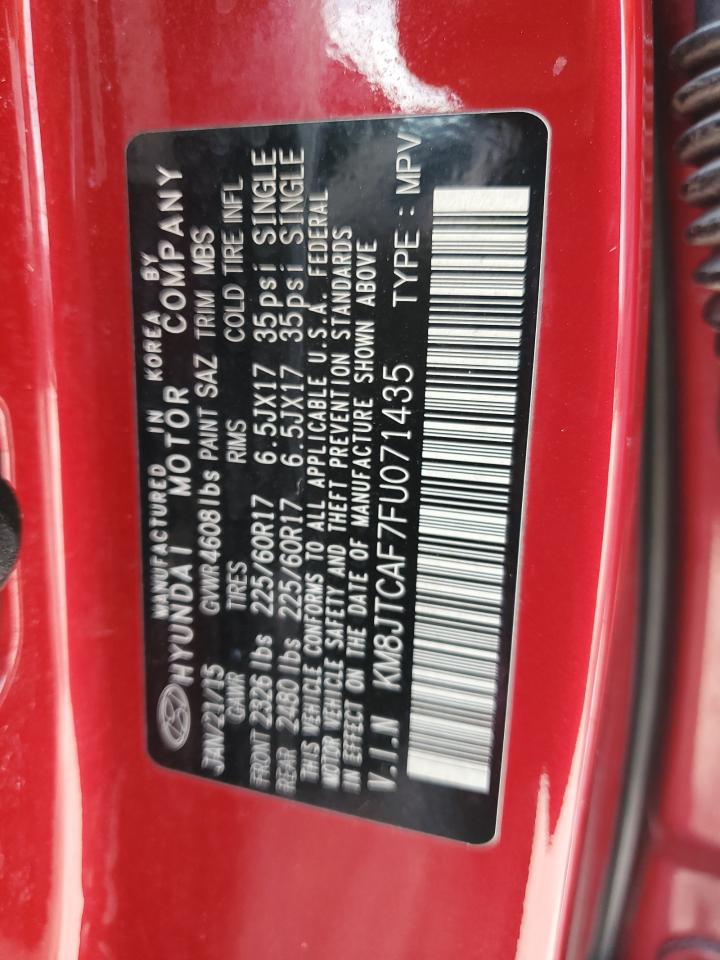 MANUFACTURED IN KOREA BY
HYUNDAI MOTOR COMPANY
JAN/21/15 GVWR 4608 lbs PAINT SAZ TRIM MBS
GAWR TIRES RIMS COLD TIRE INFL
FRONT 2326 lbs 225/60R17 6.5JX17 35psi SINGLE
REAR 2480 lbs 225/60R17 6.5JX17 35psi SINGLE
THIS VEHICLE CONFORMS TO ALL APPLICABLE U.S.A. FEDERAL
MOTOR VEHICLE SAFETY AND THEFT PREVENTION STANDARDS
IN EFFECT ON THE DATE OF MANUFACTURE SHOWN ABOVE
V.I.N KM8JTCAF7FU071435 TYPE : MPV